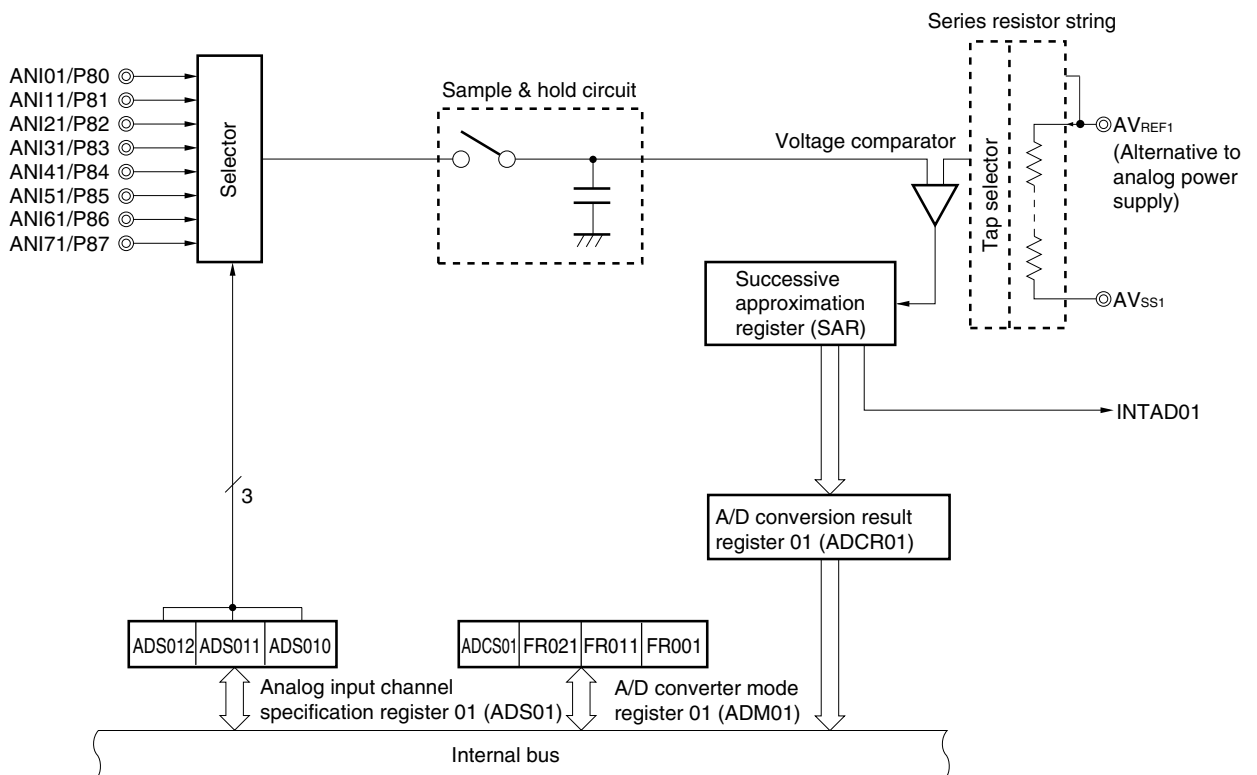 Series resistor string
ANI01/P80
ANI11/P81
ANI21/P82
ANI31/P83
ANI41/P84
ANI51/P85
ANI61/P86
ANI71/P87
Selector
Sample & hold circuit
Voltage comparator
Tap selector
AVREF1
(Alternative to
analog power
supply)
AVSS1
Successive
approximation
register (SAR)
INTAD01
3
A/D conversion result
register 01 (ADCR01)
ADS012 ADS011 ADS010
ADCS01 FR021 FR011 FR001
Analog input channel
specification register 01 (ADS01)
A/D converter mode
register 01 (ADM01)
Internal bus